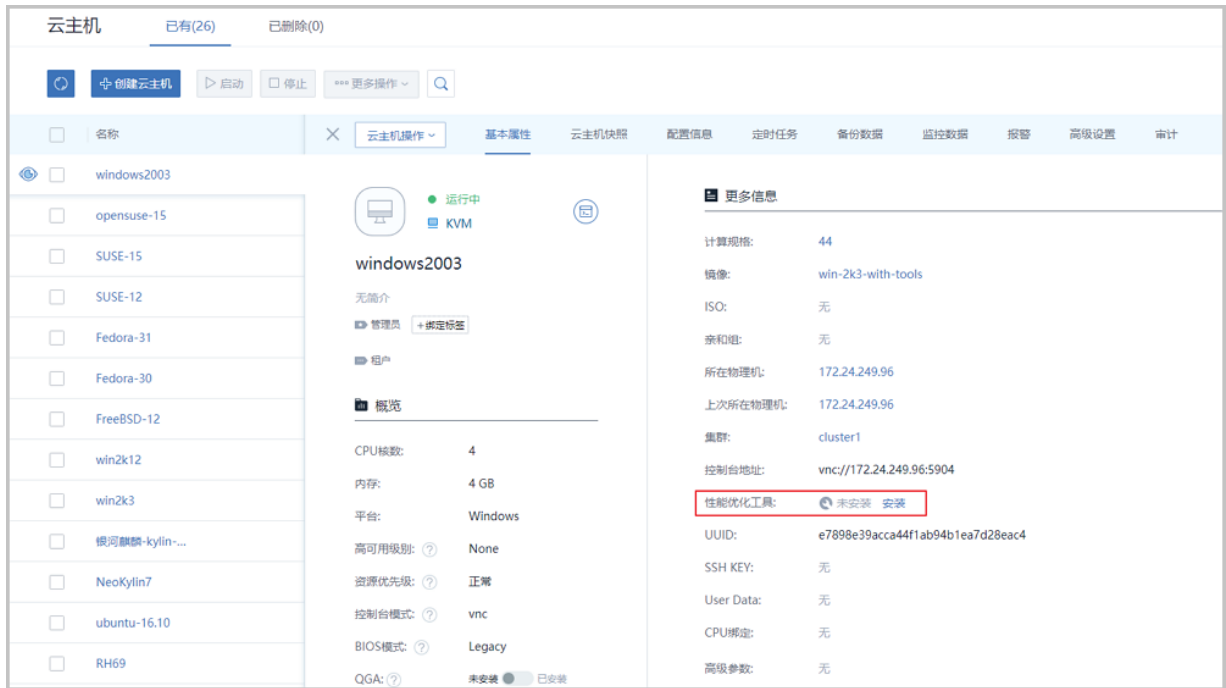 云主机 已有(26) 已删除(0)
创建云主机 启动 停止 更多操作
名称
windows2003
opensuse-15
SUSE-15
SUSE-12
Fedora-31
Fedora-30
FreeBSD-12
win2k12
win2k3
银河麒麟-kylin-...
NeoKylin7
ubuntu-16.10
RH69
云主机操作 基本属性 云主机快照 配置信息 定时任务 备份数据 监控数据 报警 高级设置 审计
运行中
KVM
windows2003
无简介
管理员 +绑定标签
租户
概览
CPU核数: 4
内存: 4 GB
平台: Windows
高可用级别: ? None
资源优先级: ? 正常
控制台模式: ? vnc
BIOS模式: ? Legacy
QGA: ? 未安装 已安装
更多信息
计算规格: 44
镜像: win-2k3-with-tools
ISO: 无
亲和组: 无
所在物理机: 172.24.249.96
上次所在物理机: 172.24.249.96
集群: cluster1
控制台地址: vnc://172.24.249.96:5904
性能优化工具: 未安装 安装
UUID: e7898e39acca44f1ab94b1ea7d28eac4
SSH KEY: 无
User Data: 无
CPU绑定: 无
高级参数: 无